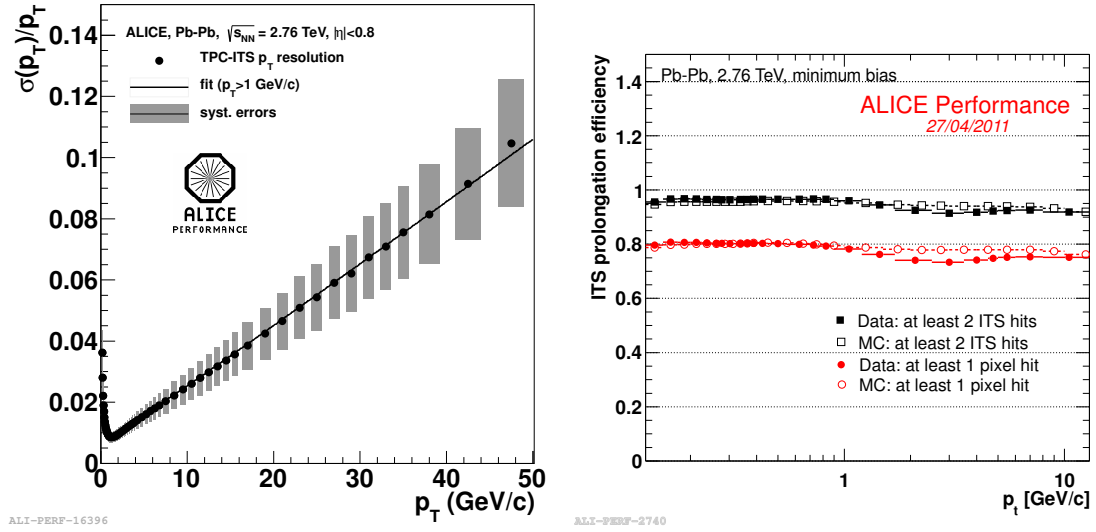 σ(p_T)/p_T
0.14
0.12
0.1
0.08
0.06
0.04
0.02
0
ALICE, Pb-Pb, √s_NN = 2.76 TeV, |η|<0.8
TPC-ITS p_T resolution
fit (p_T>1 GeV/c)
syst. errors
ALICE
PERFORMANCE
0 10 20 30 40 50
p_T (GeV/c)
ALI-PERF-16396
ITS prolongation efficiency
1.4
1.2
1
0.8
0.6
0.4
0.2
0
Pb-Pb, 2.76 TeV, minimum bias
ALICE Performance
27/04/2011
Data: at least 2 ITS hits
MC: at least 2 ITS hits
Data: at least 1 pixel hit
MC: at least 1 pixel hit
1 10
p_t [GeV/c]
ALI-PERF-2740